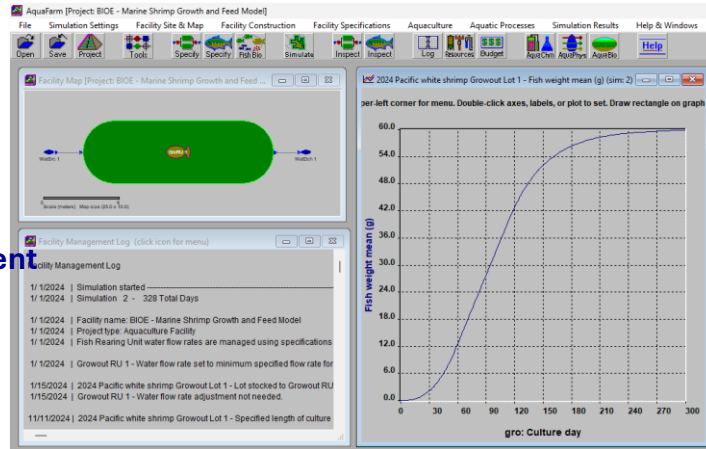 AquaFarm [Project: BIOE - Marine Shrimp Growth and Feed Model]
File Simulation Settings Facility Site & Map Facility Construction Facility Specifications Aquaculture Aquatic Processes Simulation Results Help & Windows
Open Save Project Tools Specify Specify Fish Bio Simulate Inspect Inspect Log Resources $$$ Budget AquChm AquPhys AquBio Help
Facility Map [Project: BIOE - Marine Shrimp Growth and Feed ...
WatSrc 1
WatDch 1
Scale (meters) Map size (20.0 x 10.0)
Facility Management Log (click icon for menu)
ent
Facility Management Log
1/ 1/2024 | Simulation started
1/ 1/2024 | Simulation 2 - 328 Total Days
1/ 1/2024 | Facility name: BIOE - Marine Shrimp Growth and Feed Model
1/ 1/2024 | Project type: Aquaculture Facility
1/ 1/2024 | Fish Rearing Unit water flow rates are managed using specifications
1/ 1/2024 | Growout RU 1 - Water flow rate set to minimum specified flow rate for
1/15/2024 | 2024 Pacific white shrimp Growout Lot 1 - Lot stocked to Growout RU
1/15/2024 | Growout RU 1 - Water flow rate adjustment not needed.
11/11/2024 | 2024 Pacific white shrimp Growout Lot 1 - Specified length of culture
2024 Pacific white shrimp Growout Lot 1 - Fish weight mean (g) (sim: 2)
per-left corner for menu. Double-click axes, labels, or plot to set. Draw rectangle on graph
Fish weight mean (g)
60.0
54.0
48.0
42.0
36.0
30.0
24.0
18.0
12.0
6.0
0.0
0 30 60 90 120 150 180 210 240 270 300
gro: Culture day